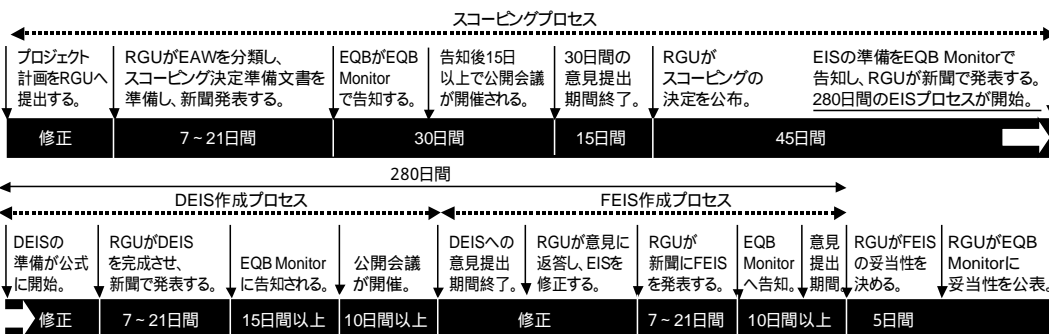 スコーピングプロセス
プロジェクト
計画をRGUへ
提出する。
RGUがEAWを分類し、
スコーピング決定準備文書を
準備し、新聞発表する。
EQBがEQB
Monitor
で告知する。
告知後15日
以上で公開会議
が開催される。
30日間の
意見提出
期間終了。
RGUが
スコーピングの
決定を公布。
EISの準備をEQB Monitorで
告知し、RGUが新聞で発表する。
280日間のEISプロセスが開始。
修正
7~21日間
30日間
15日間
45日間
280日間
DEIS作成プロセス
FEIS作成プロセス
DEISの
準備が公式
に開始。
RGUがDEIS
を完成させ、
新聞で発表する。
EQB Monitor
に告知される。
公開会議
が開催。
DEISへの
意見提出
期間終了。
RGUが意見に
返答し、EISを
修正する。
RGUが
新聞にFEIS
を発表する。
EQB
Monitor
へ告知。
意見
提出
期間。
RGUがFEIS
の妥当性を
決める。
RGUがEQB
Monitorに
妥当性を公表。
修正
7~21日間
15日間以上
10日間以上
修正
7~21日間
10日間以上
5日間